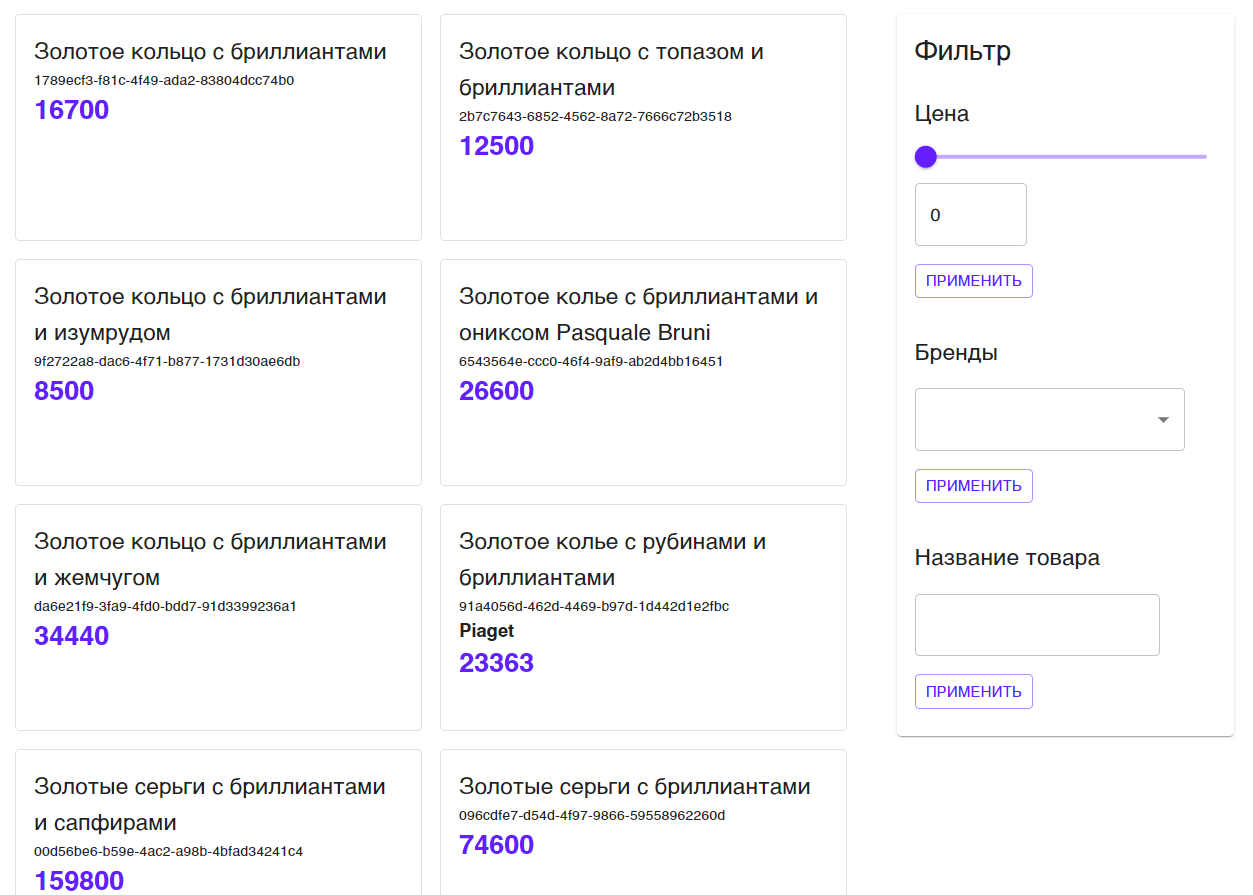 Золотое кольцо с бриллиантами
1789ecf3-f81c-4f49-ada2-83804dcc74b0
16700
Золотое кольцо с топазом и
бриллиантами
2b7c7643-6852-4562-8a72-7666c72b3518
12500
Золотое кольцо с бриллиантами
и изумрудом
9f2722a8-dac6-4f71-b877-1731d30ae6db
8500
Золотое колье с бриллиантами и
ониксом Pasquale Bruni
6543564e-ccc0-46f4-9af9-ab2d4bb16451
26600
Золотое кольцо с бриллиантами
и жемчугом
da6e21f9-3fa9-4fd0-bdd7-91d3399236a1
34440
Золотое колье с рубинами и
бриллиантами
91a4056d-462d-4469-b97d-1d442d1e2fbc
Piaget
23363
Золотые серьги с бриллиантами
и сапфирами
00d56be6-b59e-4ac2-a98b-4bfad34241c4
159800
Золотые серьги с бриллиантами
096cdfe7-d54d-4f97-9866-59558962260d
74600
Фильтр
Цена
0
ПРИМЕНИТЬ
Бренды
ПРИМЕНИТЬ
Название товара
ПРИМЕНИТЬ